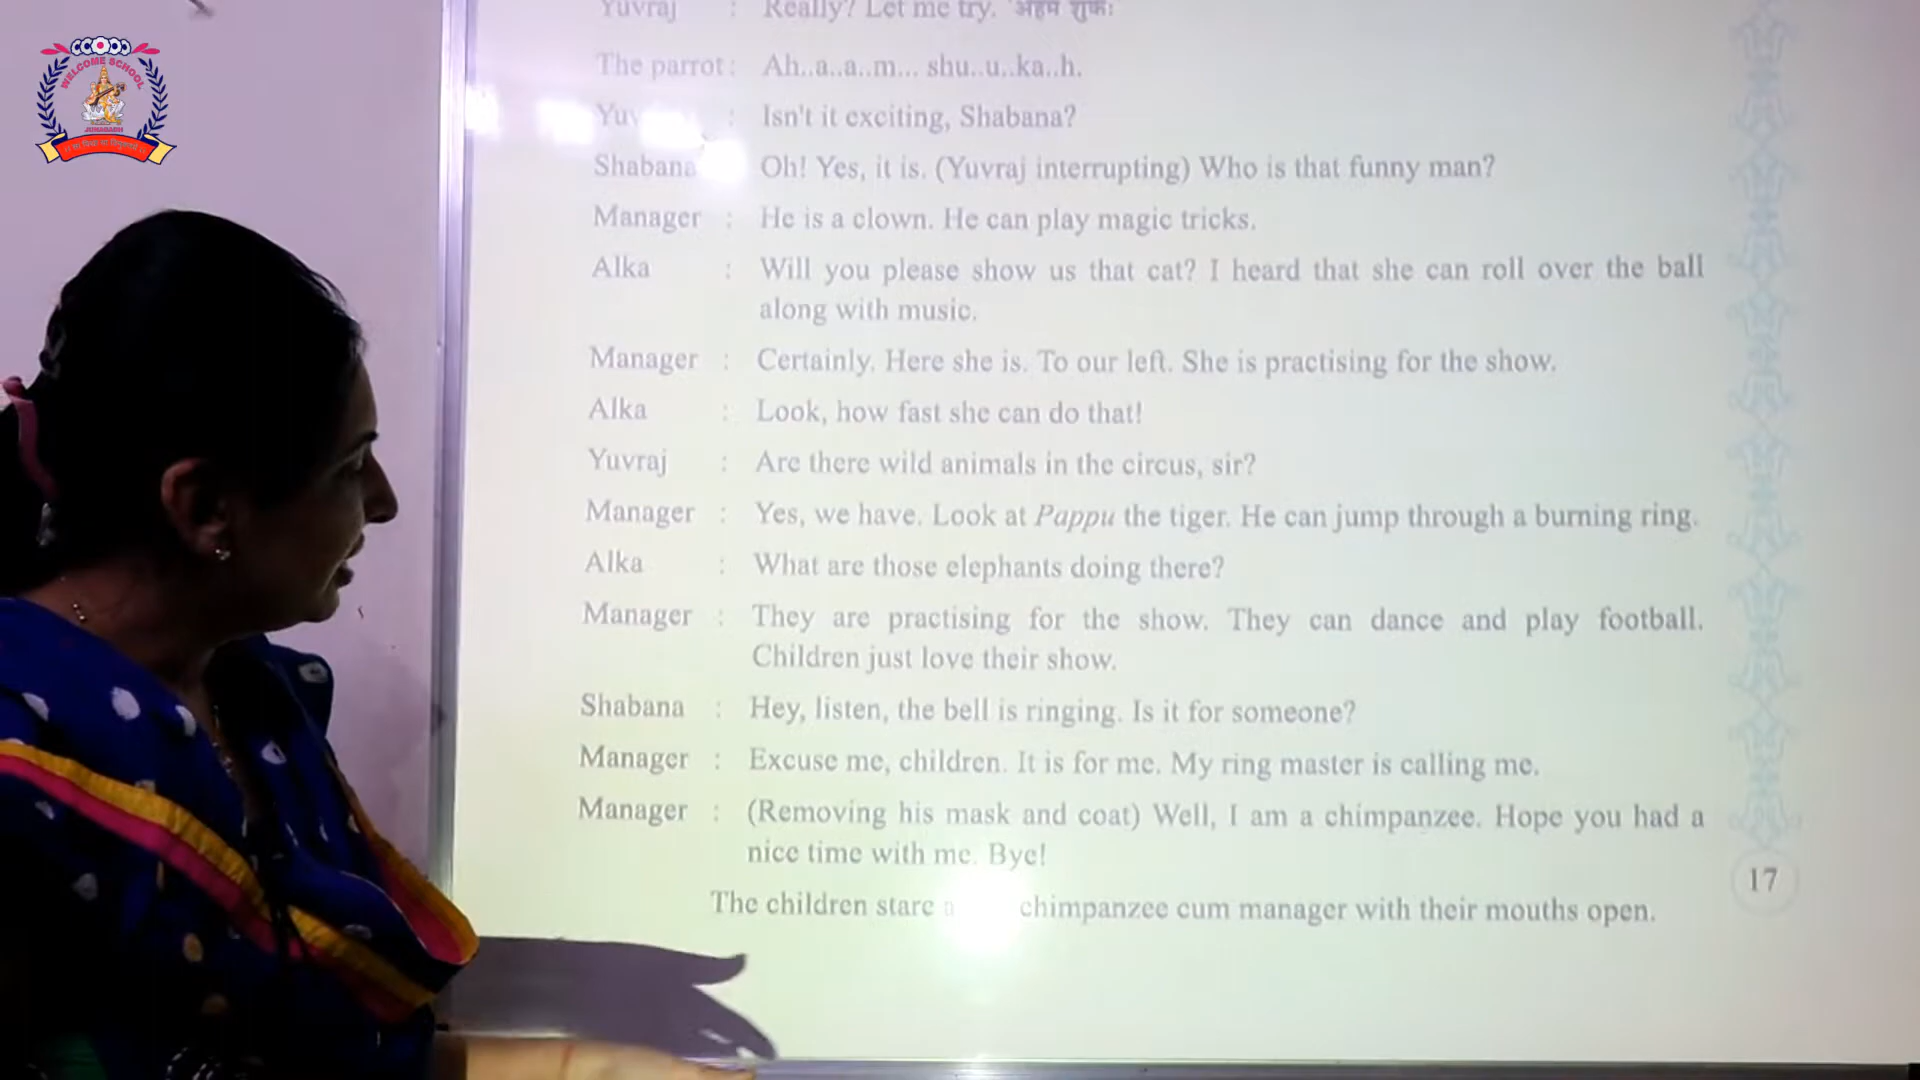 WELCOME SCHOOL
JUNAGADH
Yuvraj : Really? Let me try. 'अहम शुकः'
The parrot : Ah..a..a..m... shu..u..ka..h.
Yuv : Isn't it exciting, Shabana?
Shabana Oh! Yes, it is. (Yuvraj interrupting) Who is that funny man?
Manager : He is a clown. He can play magic tricks.
Alka : Will you please show us that cat? I heard that she can roll over the ball
along with music.
Manager : Certainly. Here she is. To our left. She is practising for the show.
Alka : Look, how fast she can do that!
Yuvraj : Are there wild animals in the circus, sir?
Manager : Yes, we have. Look at Pappu the tiger. He can jump through a burning ring.
Alka : What are those elephants doing there?
Manager : They are practising for the show. They can dance and play football.
Children just love their show.
Shabana : Hey, listen, the bell is ringing. Is it for someone?
Manager : Excuse me, children. It is for me. My ring master is calling me.
Manager : (Removing his mask and coat) Well, I am a chimpanzee. Hope you had a
nice time with me. Bye!
17
The children stare chimpanzee cum manager with their mouths open.